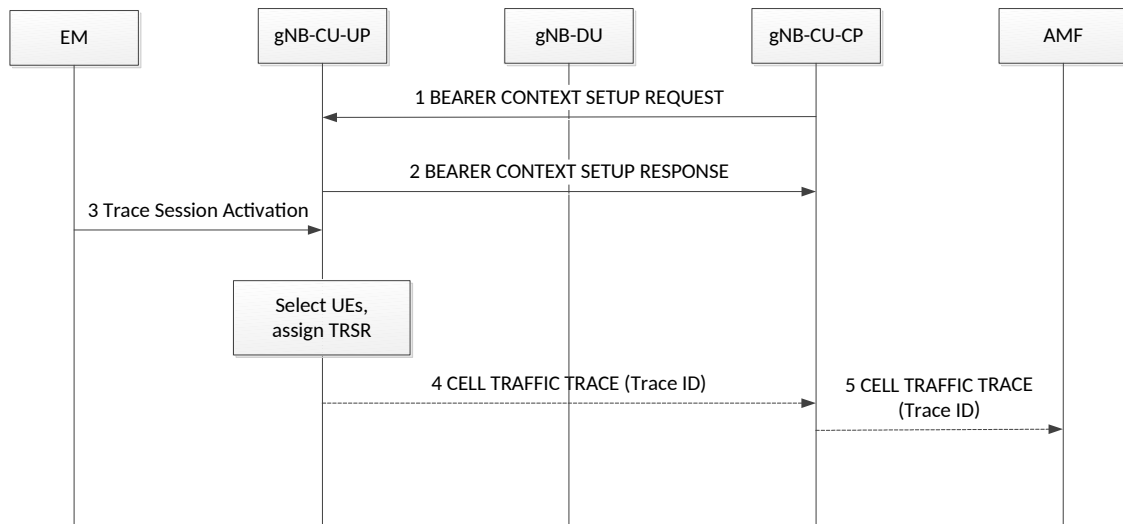 EM
gNB-CU-UP
gNB-DU
gNB-CU-CP
AMF
1 BEARER CONTEXT SETUP REQUEST
2 BEARER CONTEXT SETUP RESPONSE
3 Trace Session Activation
Select UEs,
assign TRSR
4 CELL TRAFFIC TRACE (Trace ID)
5 CELL TRAFFIC TRACE
(Trace ID)